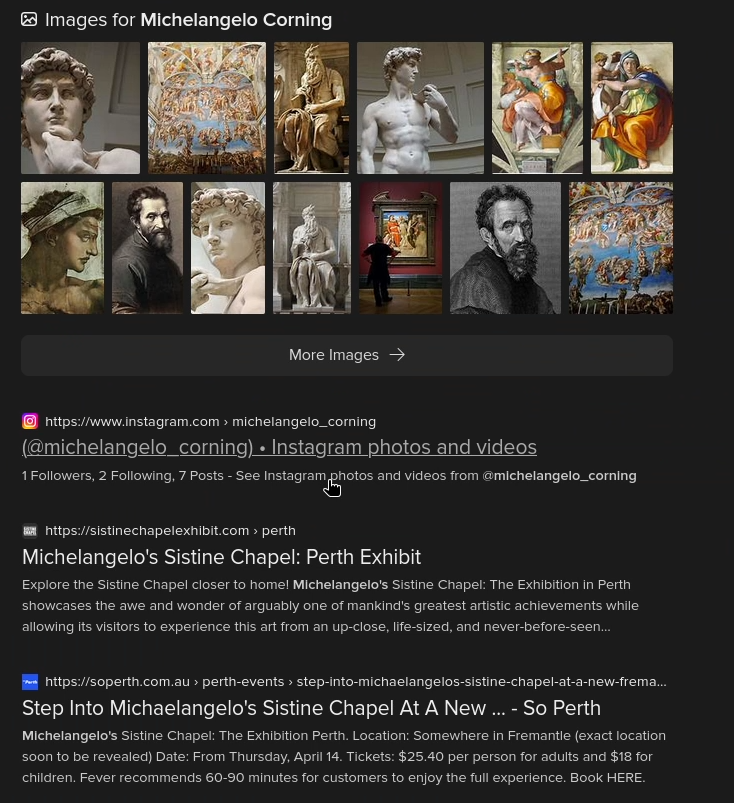 Images for Michelangelo Corning
More Images →
https://www.instagram.com › michelangelo_corning
(@michelangelo_corning) • Instagram photos and videos
1 Followers, 2 Following, 7 Posts - See Instagram photos and videos from @michelangelo_corning
https://sistinechapelexhibit.com › perth
Michelangelo's Sistine Chapel: Perth Exhibit
Explore the Sistine Chapel closer to home! Michelangelo's Sistine Chapel: The Exhibition in Perth
showcases the awe and wonder of arguably one of mankind's greatest artistic achievements while
allowing its visitors to experience this art from an up-close, life-sized, and never-before-seen...
https://soperth.com.au › perth-events › step-into-michaelangelos-sistine-chapel-at-a-new-frema...
Step Into Michaelangelo's Sistine Chapel At A New ... - So Perth
Michelangelo's Sistine Chapel: The Exhibition Perth. Location: Somewhere in Fremantle (exact location
soon to be revealed) Date: From Thursday, April 14. Tickets: $25.40 per person for adults and $18 for
children. Fever recommends 60-90 minutes for customers to enjoy the full experience. Book HERE.